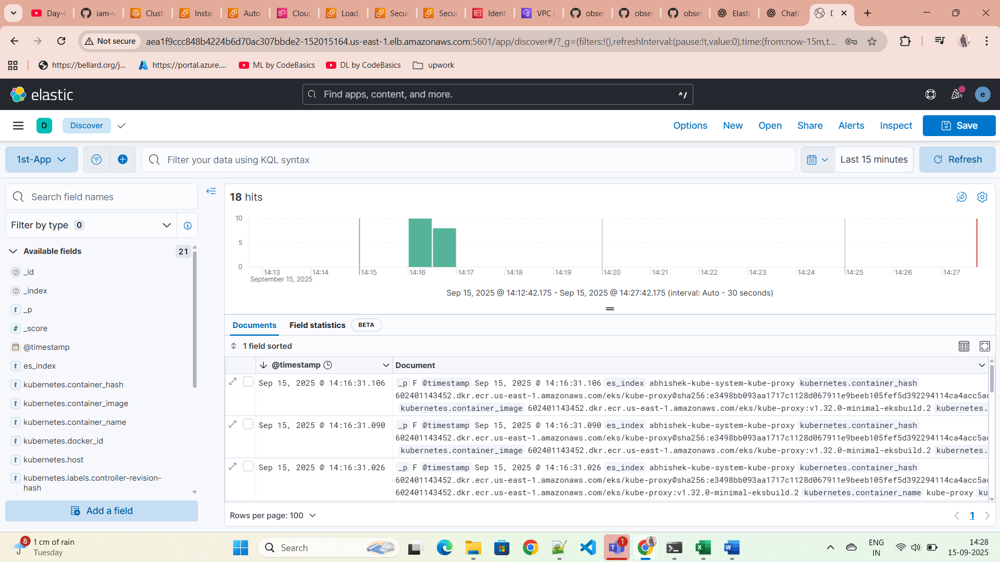 Day-6
iam-v
Cluste
Instan
Auto
Cloud
Load
Secur
Secur
Ident
VPC |
obser
obser
obser
Elasti
ChatG
Not secure
aea1f9ccc848b4224b6d70ac307bbde2-152015164.us-east-1.elb.amazonaws.com:5601/app/discover#/?_g=(filters:!(),refreshInterval:(pause:!t,value:0),time:(from:now-15m,t...
https://bellard.org/j...
https://portal.azure....
ML by CodeBasics
DL by CodeBasics
upwork
elastic
Find apps, content, and more.
^/
e
D
Discover
Options
New
Open
Share
Alerts
Inspect
Save
1st-App
Filter your data using KQL syntax
Last 15 minutes
Refresh
Search field names
Filter by type 0
Available fields 21
_id
_index
_p
_score
@timestamp
es_index
kubernetes.container_hash
kubernetes.container_image
kubernetes.container_name
kubernetes.docker_id
kubernetes.host
kubernetes.labels.controller-revision-
hash
Add a field
18 hits
10
5
0
14:13 14:14 14:15 14:16 14:17 14:18 14:19 14:20 14:21 14:22 14:23 14:24 14:25 14:26 14:27
September 15, 2025
Sep 15, 2025 @ 14:12:42.175 - Sep 15, 2025 @ 14:27:42.175 (interval: Auto - 30 seconds)
Documents
Field statistics
BETA
1 field sorted
@timestamp
Document
Sep 15, 2025 @ 14:16:31.106
_p F @timestamp Sep 15, 2025 @ 14:16:31.106 es_index abhishek-kube-system-kube-proxy kubernetes.container_hash
602401143452.dkr.ecr.us-east-1.amazonaws.com/eks/kube-proxy@sha256:e3498bb093aa1717c1128d067911e9beeb105fef5d392294114ca4acc5ac
kubernetes.container_image 602401143452.dkr.ecr.us-east-1.amazonaws.com/eks/kube-proxy:v1.32.0-minimal-eksbuild.2 kubernetes.
Sep 15, 2025 @ 14:16:31.090
_p F @timestamp Sep 15, 2025 @ 14:16:31.090 es_index abhishek-kube-system-kube-proxy kubernetes.container_hash
602401143452.dkr.ecr.us-east-1.amazonaws.com/eks/kube-proxy@sha256:e3498bb093aa1717c1128d067911e9beeb105fef5d392294114ca4acc5ac
kubernetes.container_image 602401143452.dkr.ecr.us-east-1.amazonaws.com/eks/kube-proxy:v1.32.0-minimal-eksbuild.2 kubernetes.
Sep 15, 2025 @ 14:16:31.026
_p F @timestamp Sep 15, 2025 @ 14:16:31.026 es_index abhishek-kube-system-kube-proxy kubernetes.container_hash
602401143452.dkr.ecr.us-east-1.amazonaws.com/eks/kube-proxy@sha256:e3498bb093aa1717c1128d067911e9beeb105fef5d392294114ca4acc5ac
602401143452.dkr.ecr.us-east-1.amazonaws.com/eks/kube-proxy:v1.32.0-minimal-eksbuild.2 kubernetes.container_name kube-proxy ku
Rows per page: 100
1
8
1 cm of rain
Tuesday
Search
1
ENG
IN
14:28
15-09-2025